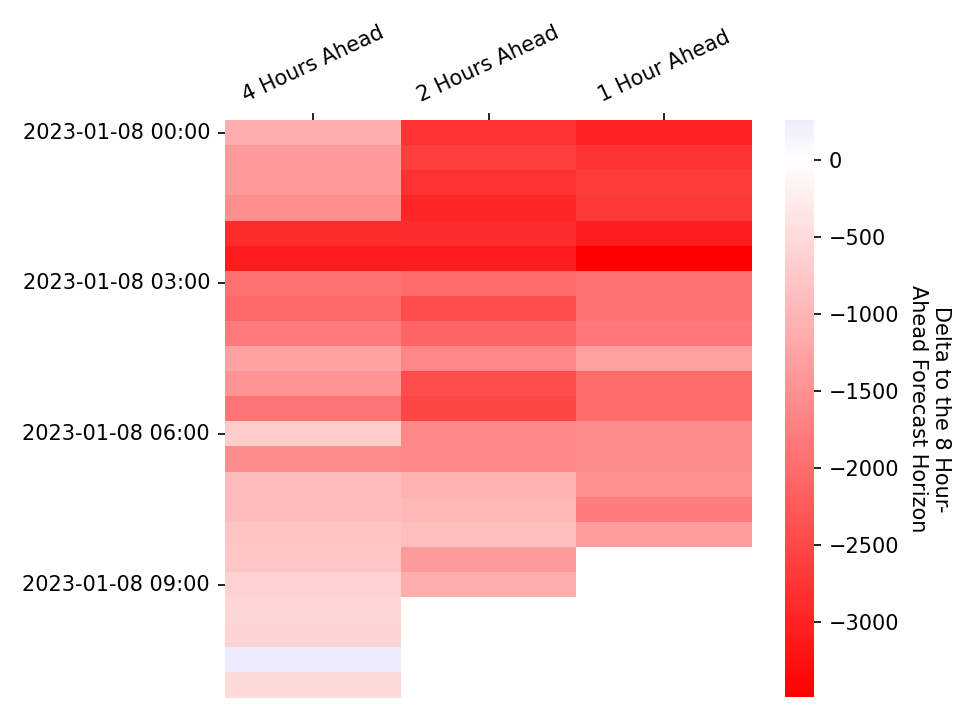 4 Hours Ahead
2 Hours Ahead
1 Hour Ahead
2023-01-08 00:00
2023-01-08 03:00
2023-01-08 06:00
2023-01-08 09:00
0
−500
−1000
−1500
−2000
−2500
−3000
Delta to the 8 Hour-
Ahead Forecast Horizon